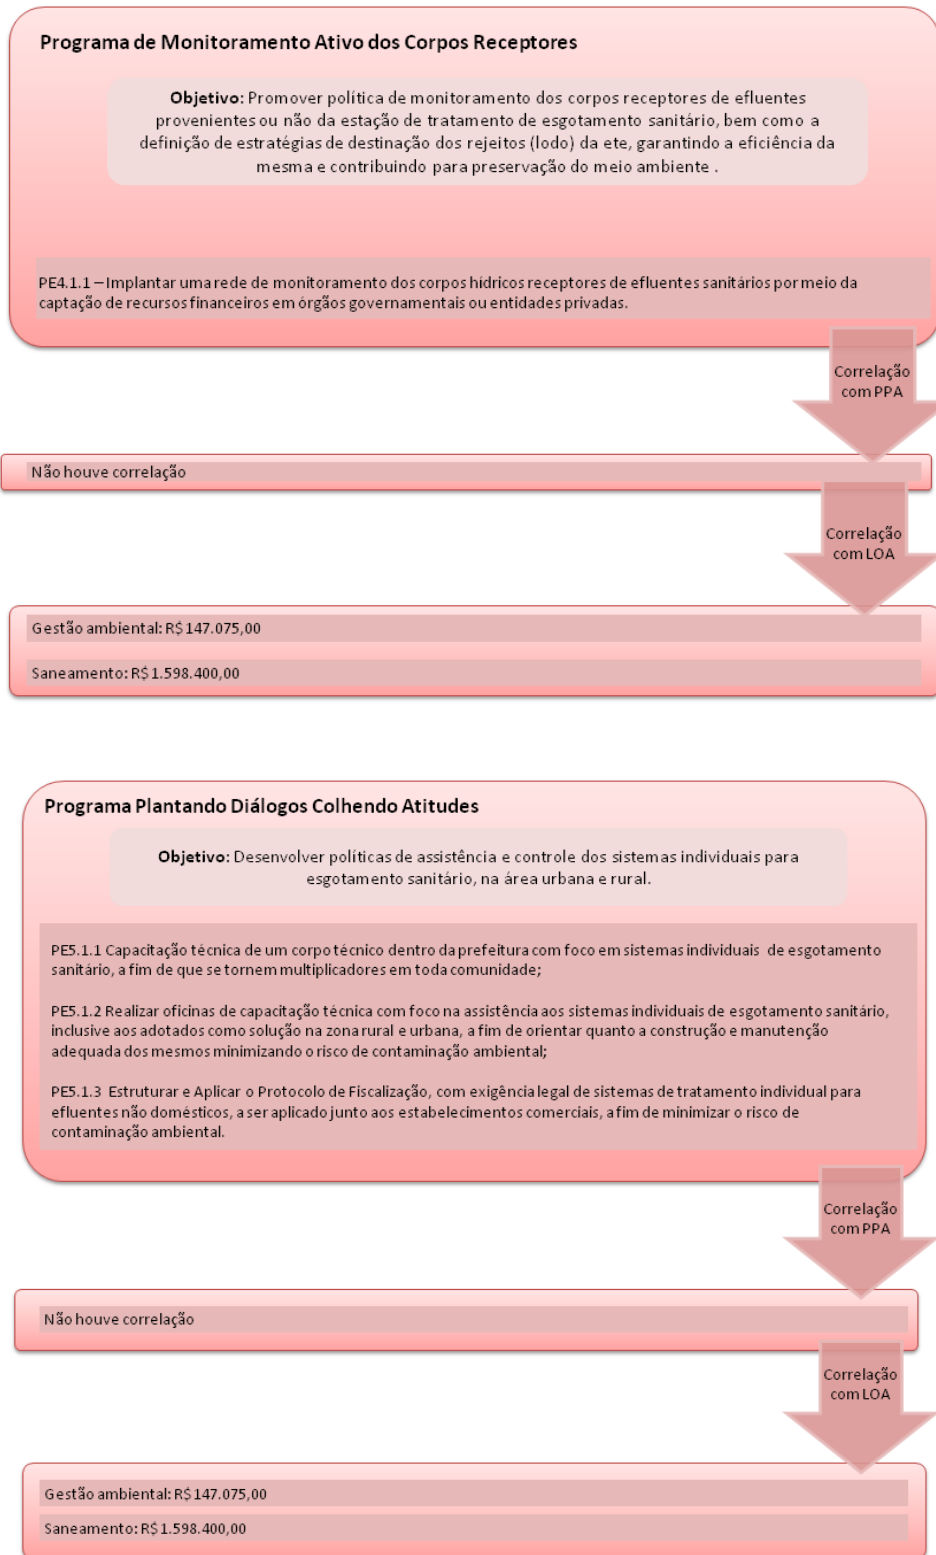 Programa de Monitoramento Ativo dos Corpos Receptores
Objetivo: Promover política de monitoramento dos corpos receptores de efluentes
provenientes ou não da estação de tratamento de esgotamento sanitário, bem como a
definição de estratégias de destinação dos rejeitos (lodo) da ete, garantindo a eficiência da
mesma e contribuindo para preservação do meio ambiente .
PE4.1.1 – Implantar uma rede de monitoramento dos corpos hídricos receptores de efluentes sanitários por meio da
captação de recursos financeiros em órgãos governamentais ou entidades privadas.
Correlação
com PPA
Não houve correlação
Correlação
com LOA
Gestão ambiental: R$ 147.075,00
Saneamento: R$ 1.598.400,00
Programa Plantando Diálogos Colhendo Atitudes
Objetivo: Desenvolver políticas de assistência e controle dos sistemas individuais para
esgotamento sanitário, na área urbana e rural.
PE5.1.1 Capacitação técnica de um corpo técnico dentro da prefeitura com foco em sistemas individuais de esgotamento
sanitário, a fim de que se tornem multiplicadores em toda comunidade;
PE5.1.2 Realizar oficinas de capacitação técnica com foco na assistência aos sistemas individuais de esgotamento sanitário,
inclusive aos adotados como solução na zona rural e urbana, a fim de orientar quanto a construção e manutenção
adequada dos mesmos minimizando o risco de contaminação ambiental;
PE5.1.3 Estruturar e Aplicar o Protocolo de Fiscalização, com exigência legal de sistemas de tratamento individual para
efluentes não domésticos, a ser aplicado junto aos estabelecimentos comerciais, a fim de minimizar o risco de
contaminação ambiental.
Correlação
com PPA
Não houve correlação
Correlação
com LOA
Gestão ambiental: R$ 147.075,00
Saneamento: R$ 1.598.400,00